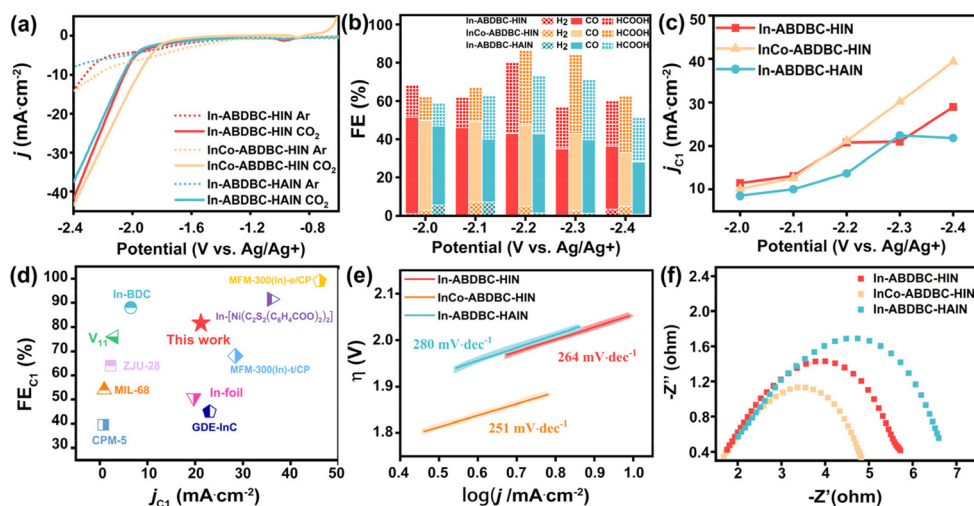 (a)
j (mA·cm⁻²)
0
-10
-20
-30
-40
In-ABDBC-HIN Ar
In-ABDBC-HIN CO₂
InCo-ABDBC-HIN Ar
InCo-ABDBC-HIN CO₂
In-ABDBC-HAIN Ar
In-ABDBC-HAIN CO₂
-2.4 -2.0 -1.6 -1.2 -0.8
Potential (V vs. Ag/Ag+)
(b)
FE (%)
100
80
60
40
20
0
In-ABDBC-HIN H₂ CO HCOOH
InCo-ABDBC-HIN H₂ CO HCOOH
In-ABDBC-HAIN H₂ CO HCOOH
-2.0 -2.1 -2.2 -2.3 -2.4
Potential (V vs. Ag/Ag+)
(c)
jC1 (mA·cm⁻²)
50
40
30
20
10
In-ABDBC-HIN
InCo-ABDBC-HIN
In-ABDBC-HAIN
-2.0 -2.1 -2.2 -2.3 -2.4
Potential (V vs. Ag/Ag+)
(d)
FEC1 (%)
100
90
80
70
60
50
40
30
MFM-300(In)-e/CP
In-BDC
In-[Ni(C₂S₂(C₆H₄COO)₂)₂]
V₁₁
This work
ZJU-28
MFM-300(In)-t/CP
MIL-68
In-foil
GDE-InC
CPM-5
0 10 20 30 40 50
jC1 (mA·cm⁻²)
(e)
η (V)
2.1
2.0
1.9
1.8
In-ABDBC-HIN
InCo-ABDBC-HIN
In-ABDBC-HAIN
280 mV·dec⁻¹
264 mV·dec⁻¹
251 mV·dec⁻¹
0.4 0.5 0.6 0.7 0.8 0.9 1.0
log(j /mA·cm⁻²)
(f)
-Z'' (ohm)
2.4
2.0
1.6
1.2
0.8
0.4
In-ABDBC-HIN
InCo-ABDBC-HIN
In-ABDBC-HAIN
2 3 4 5 6 7
-Z'(ohm)